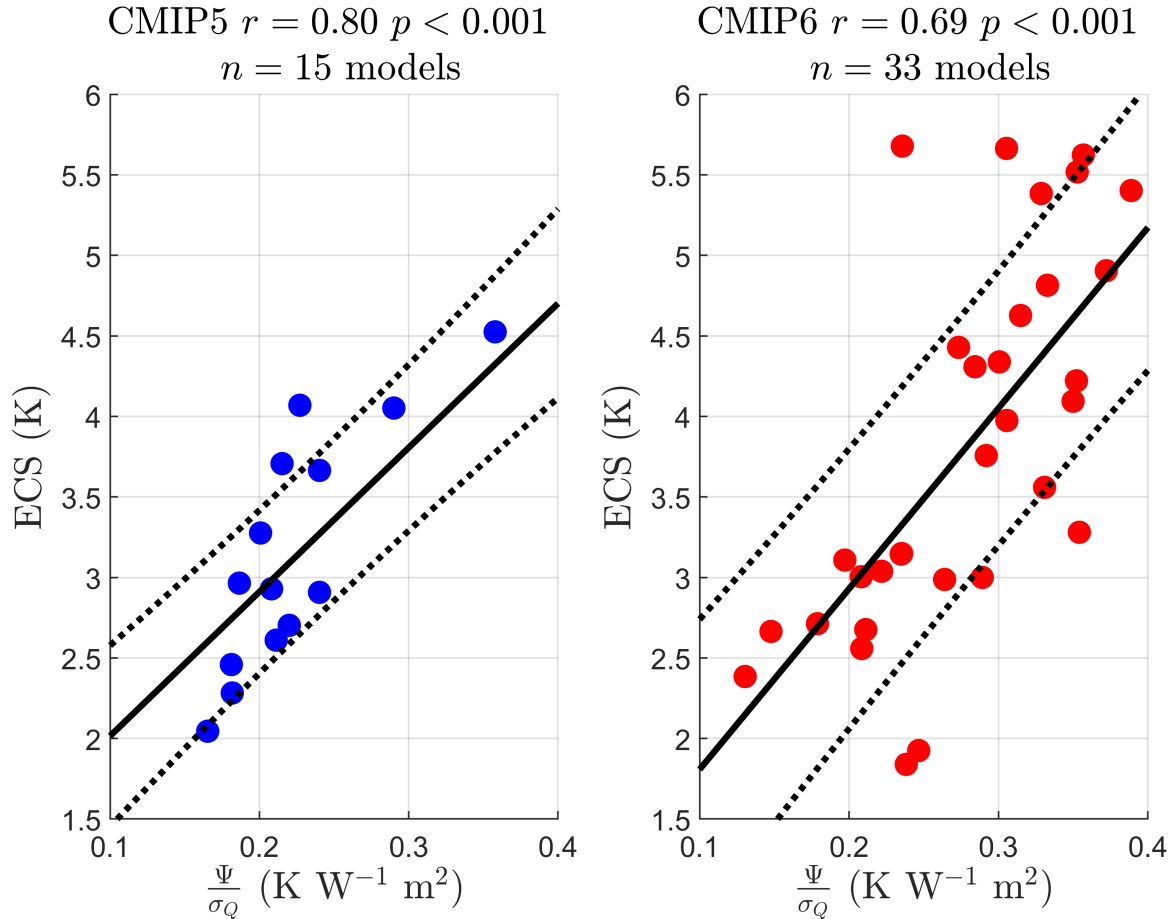 CMIP5 r = 0.80 p < 0.001
n = 15 models
6
5.5
5
4.5
4
3.5
3
2.5
2
1.5
ECS (K)
0.1 0.2 0.3 0.4
Ψ/σ_Q (K W⁻¹ m²)
CMIP6 r = 0.69 p < 0.001
n = 33 models
6
5.5
5
4.5
4
3.5
3
2.5
2
1.5
ECS (K)
0.1 0.2 0.3 0.4
Ψ/σ_Q (K W⁻¹ m²)